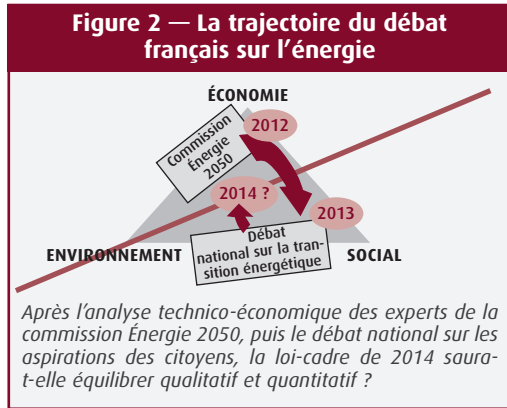 Figure 2 — La trajectoire du débat
français sur l’énergie
ÉCONOMIE
2012
Commission
Énergie
2050
2014 ?
2013
ENVIRONNEMENT
Débat
national sur la tran-
sition énergétique
SOCIAL
Après l’analyse technico-économique des experts de la
commission Énergie 2050, puis le débat national sur les
aspirations des citoyens, la loi-cadre de 2014 saura-
t-elle équilibrer qualitatif et quantitatif ?